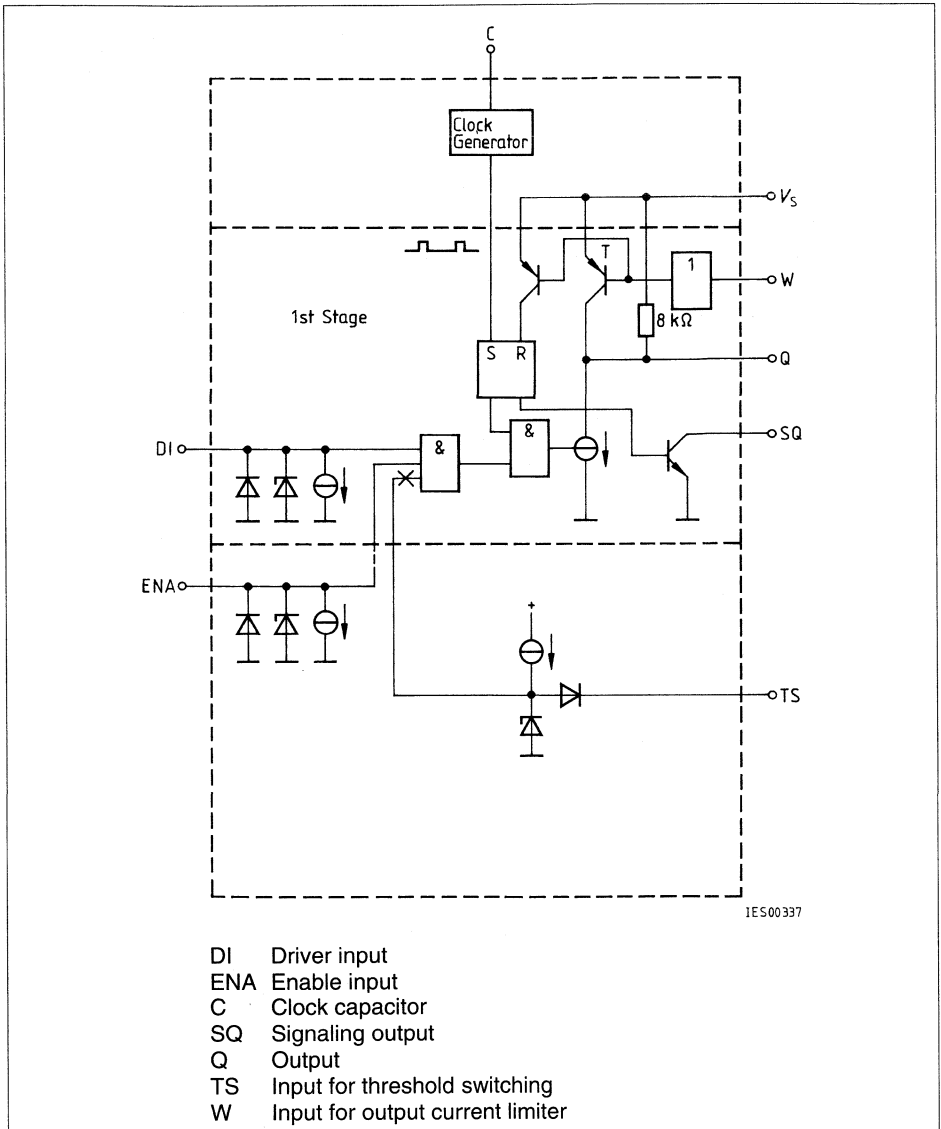 C
Clock
Generator
Vs
T
1
W
1st Stage
8 kΩ
S R
Q
SQ
DI
&
&
ENA
+
TS
IES00337
DI Driver input
ENA Enable input
C Clock capacitor
SQ Signaling output
Q Output
TS Input for threshold switching
W Input for output current limiter